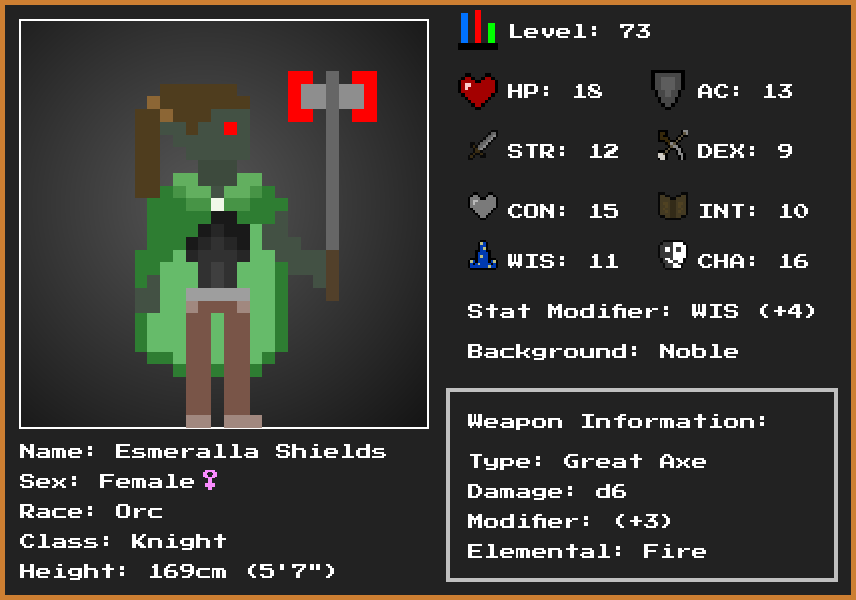 Level: 73
HP: 18 AC: 13
STR: 12 DEX: 9
CON: 15 INT: 10
WIS: 11 CHA: 16
Stat Modifier: WIS (+4)
Background: Noble
Weapon Information:
Type: Great Axe
Damage: d6
Modifier: (+3)
Elemental: Fire
Name: Esmeralla Shields
Sex: Female♀
Race: Orc
Class: Knight
Height: 169cm (5'7")